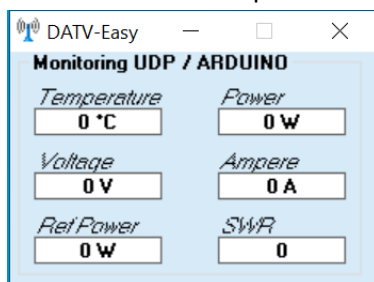 DATV-Easy
Monitoring UDP / ARDUINO
Temperature Power
0 °C 0 W
Voltage Ampere
0 V 0 A
Ref Power SWR
0 W 0